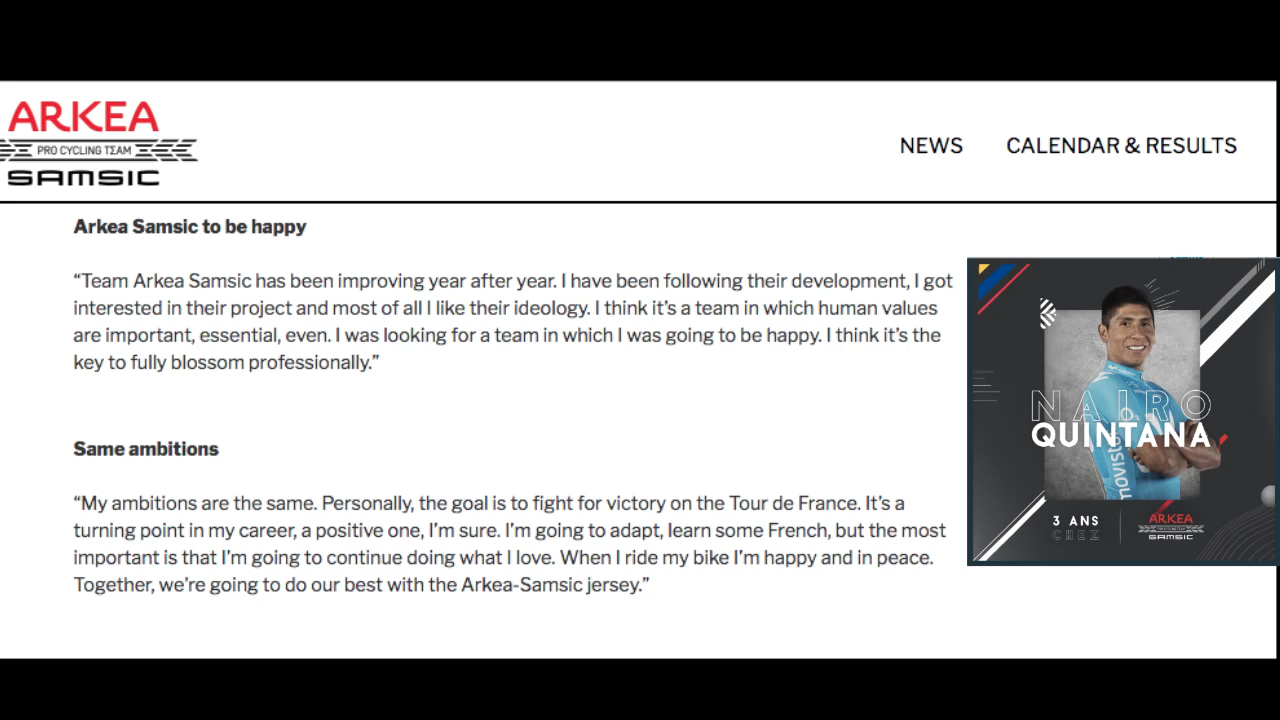 ARKEA
PRO CYCLING TEAM
SAMSIC
NEWS
CALENDAR & RESULTS
Arkea Samsic to be happy
“Team Arkea Samsic has been improving year after year. I have been following their development, I got
interested in their project and most of all I like their ideology. I think it’s a team in which human values
are important, essential, even. I was looking for a team in which I was going to be happy. I think it’s the
key to fully blossom professionally.”
Same ambitions
“My ambitions are the same. Personally, the goal is to fight for victory on the Tour de France. It’s a
turning point in my career, a positive one, I’m sure. I’m going to adapt, learn some French, but the most
important is that I’m going to continue doing what I love. When I ride my bike I’m happy and in peace.
Together, we’re going to do our best with the Arkea-Samsic jersey.”
NAIRO
QUINTANA
movistar
3 ANS
CHEZ
ARKEA
SAMSIC